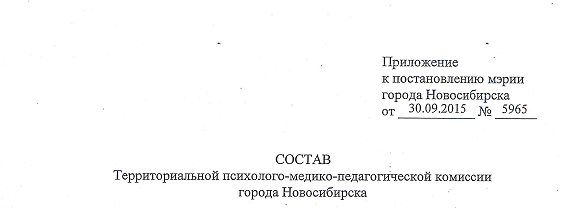 Приложение
к постановлению мэрии
города Новосибирска
от 30.09.2015 № 5965
СОСТАВ
Территориальной психолого-медико-педагогической комиссии
города Новосибирска